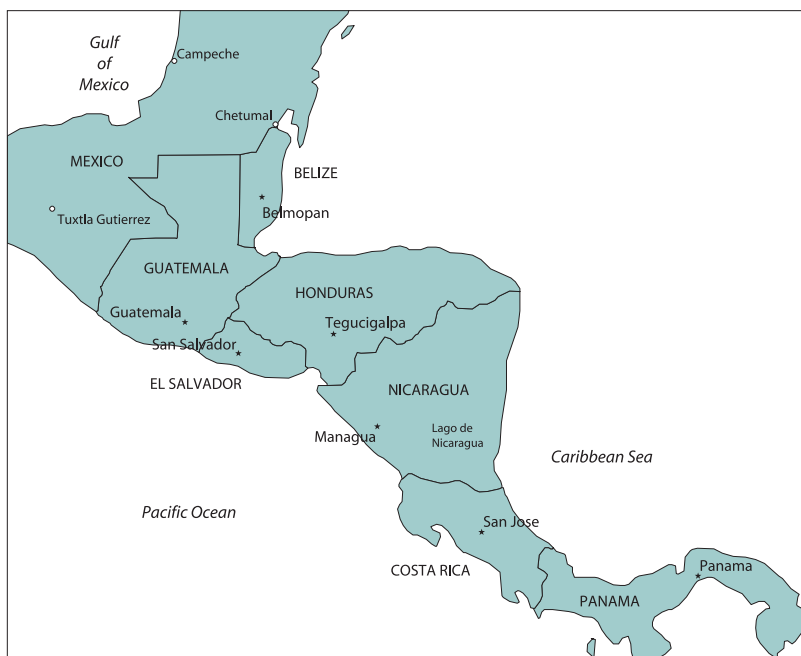 Gulf
of
Mexico
Campeche
Chetumal
MEXICO
BELIZE
Tuxtla Gutierrez
Belmopan
GUATEMALA
HONDURAS
Guatemala
Tegucigalpa
San Salvador
EL SALVADOR
NICARAGUA
Managua
Lago de
Nicaragua
Caribbean Sea
Pacific Ocean
San Jose
COSTA RICA
Panama
PANAMA